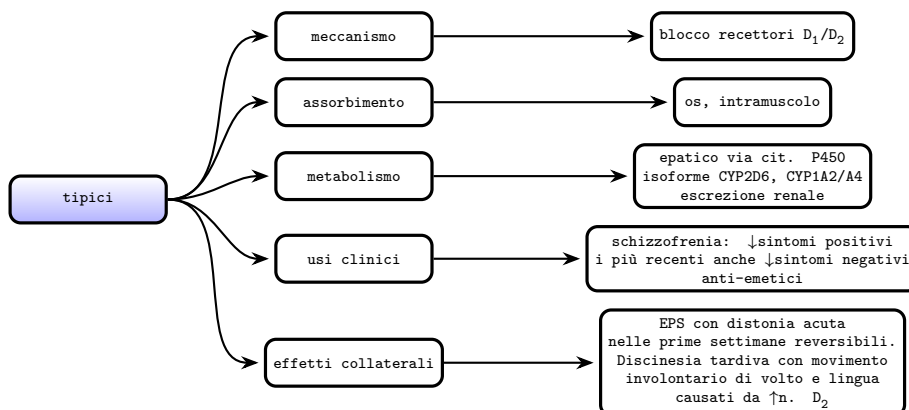 meccanismo
blocco recettori D₁/D₂
assorbimento
os, intramuscolo
tipici
metabolismo
epatico via cit. P450
isoforme CYP2D6, CYP1A2/A4
escrezione renale
usi clinici
schizzofrenia: ↓sintomi positivi
i più recenti anche ↓sintomi negativi
anti-emetici
effetti collaterali
EPS con distonia acuta
nelle prime settimane reversibili.
Discinesia tardiva con movimento
involontario di volto e lingua
causati da ↑n. D₂